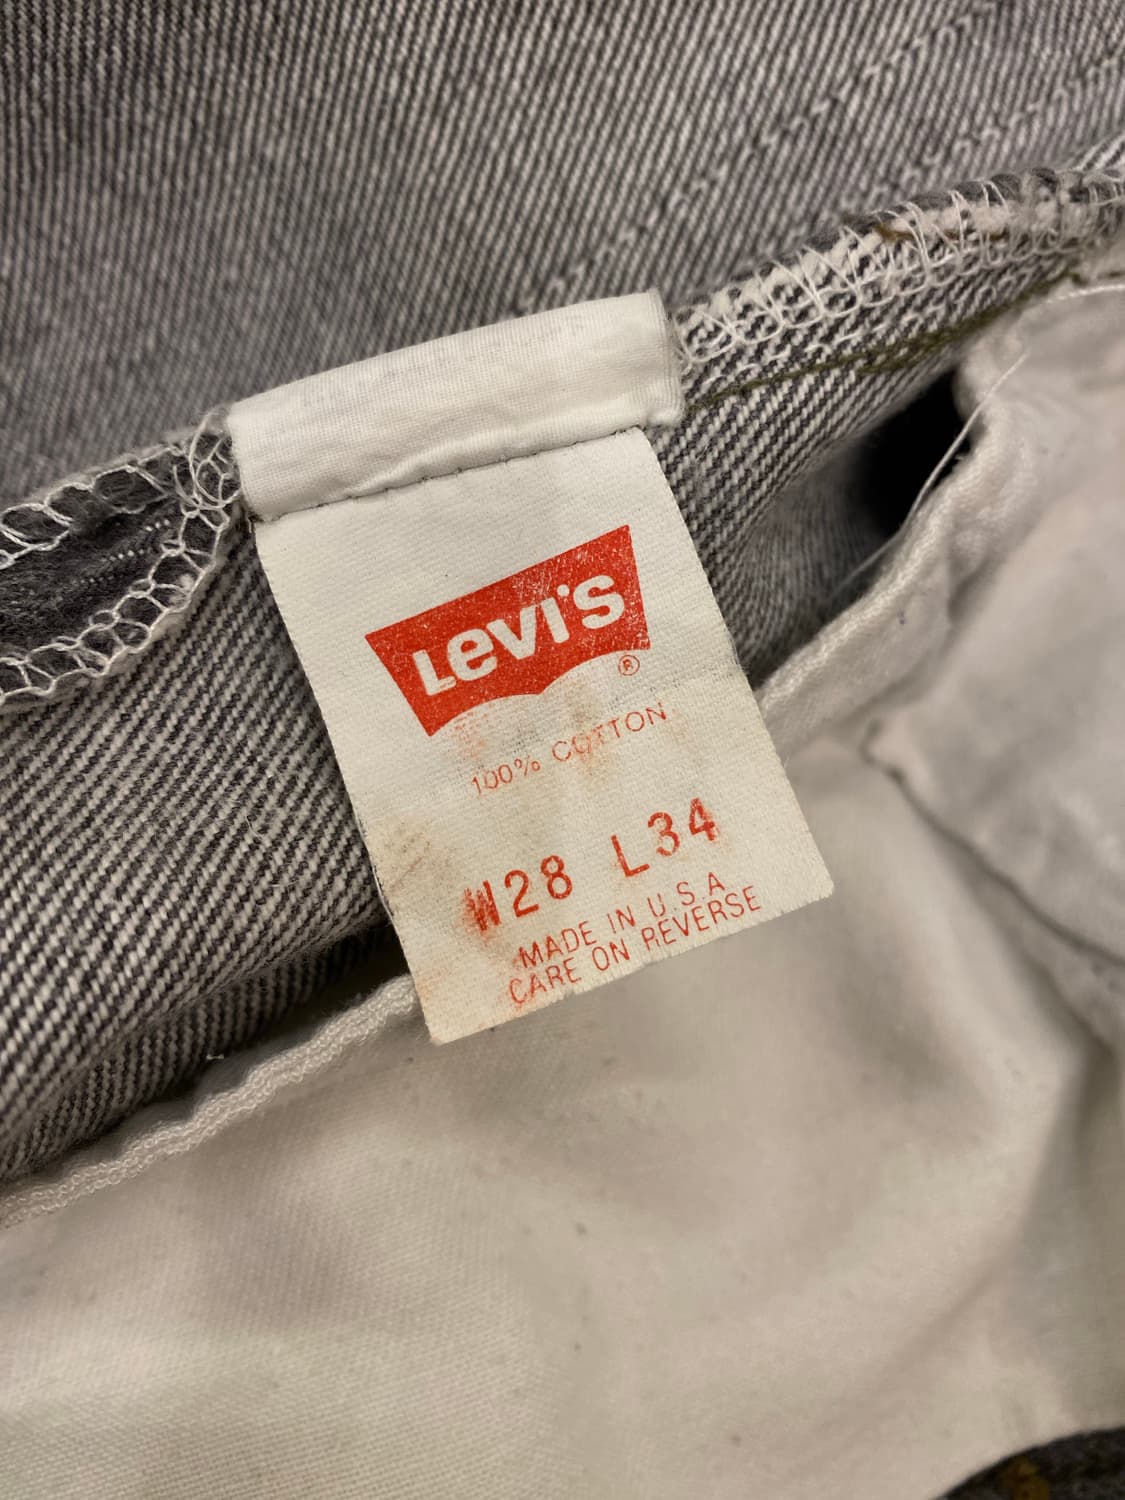 Levi's
®
100% COTTON
W28 L34
MADE IN U.S.A.
CARE ON REVERSE